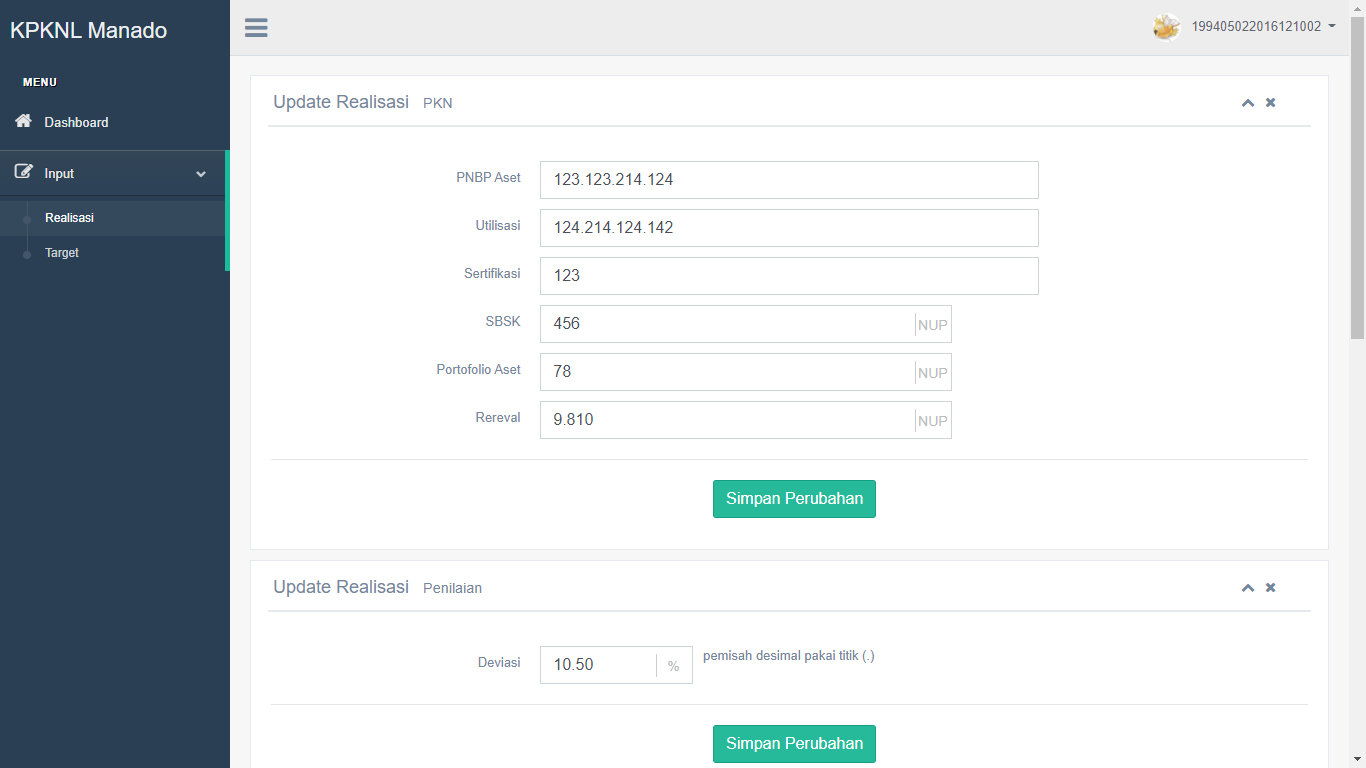 KPKNL Manado
199405022016121002
MENU
Dashboard
Input
Realisasi
Target
Update Realisasi PKN
PNBP Aset 123.123.214.124
Utilisasi 124.214.124.142
Sertifikasi 123
SBSK 456 NUP
Portofolio Aset 78 NUP
Rereval 9.810 NUP
Simpan Perubahan
Update Realisasi Penilaian
Deviasi 10.50 % pemisah desimal pakai titik (.)
Simpan Perubahan